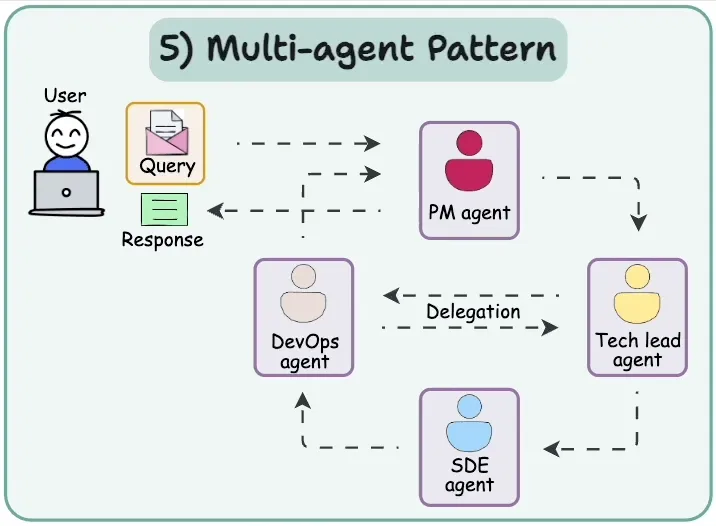 5) Multi-agent Pattern
User
Query
Response
PM agent
DevOps
agent
Delegation
Tech lead
agent
SDE
agent